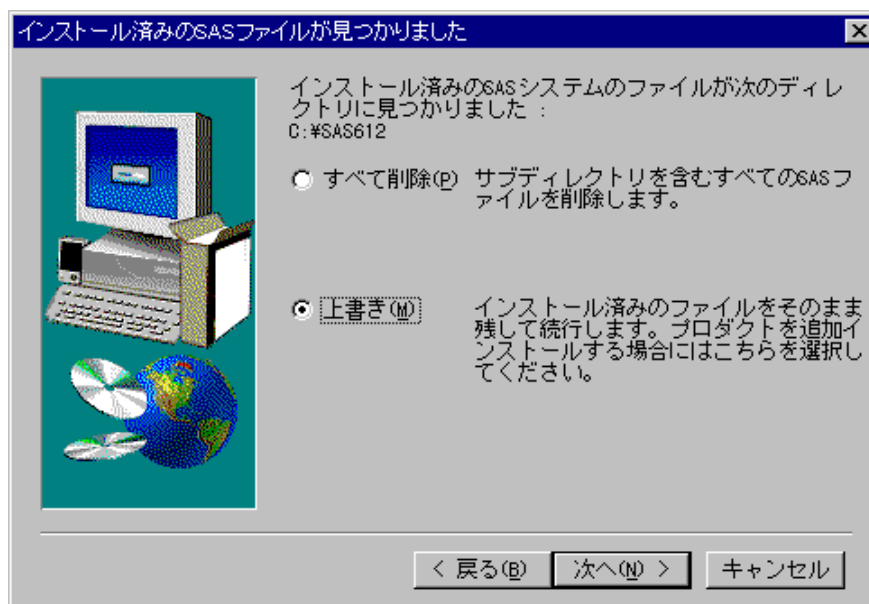 インストール済みのSASファイルが見つかりました
インストール済みのSASシステムのファイルが次のディレ
クトリに見つかりました :
C:¥SAS612
すべて削除(P) サブディレクトリを含むすべてのSASフ
ァイルを削除します。
上書き(M) インストール済みのファイルをそのまま
残して続行します。プロダクトを追加イ
ンストールする場合にはこちらを選択し
てください。
< 戻る(B) 次へ(N) > キャンセル